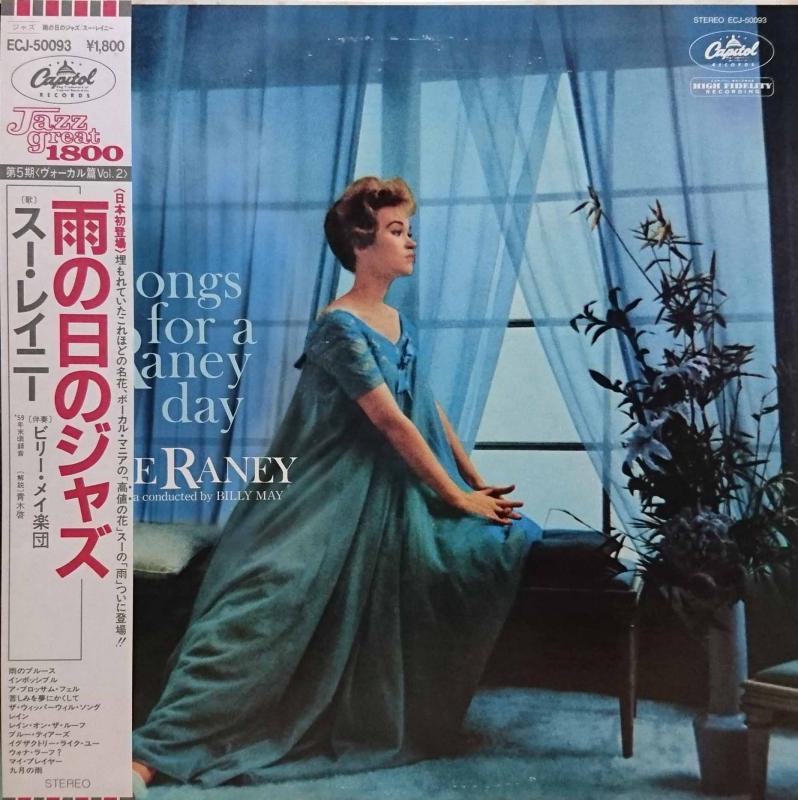 ジャズ 雨の日のジャズ/スー・レイニー
ECJ-50093 ¥1,800
Capitol
RECORDS
Jazz
great
1800
第5期〈ヴォーカル篇Vol.2〉
〈日本初登場〉埋もれていたこれほどの名花、ボーカル・マニアの「高値の花」スーの「雨」ついに登場!!
雨の日のジャズ
〔歌〕
スー・レイニー
〔伴奏〕ビリー・メイ楽団
'59年末頃録音 〔解説〕青木啓
雨のブルース
インポッシブル
ア・ブロッサム・フェル
苦しみを夢にかくして
ザ・ウィッパーウィル・ソング
レイン
レイン・オン・ザ・ルーフ
ブルー・ティアーズ
イグザクトリー・ライク・ユー
ウォナ・ラーフ?
マイ・プレイヤー
九月の雨
STEREO
STEREO ECJ-50093
Capitol
RECORDS
HIGH FIDELITY
RECORDING
ongs
for a
Raney
day
E RANEY
a conducted by BILLY MAY